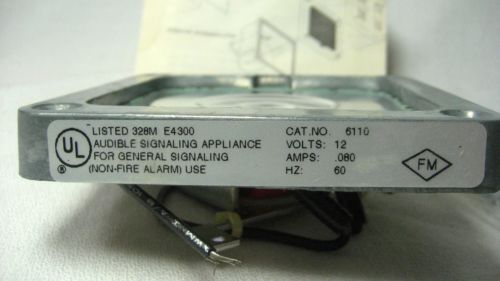 UL
®
LISTED 328M E4300
AUDIBLE SIGNALING APPLIANCE
FOR GENERAL SIGNALING
(NON-FIRE ALARM) USE
CAT.NO. 6110
VOLTS: 12
AMPS: .080
HZ: 60
FM